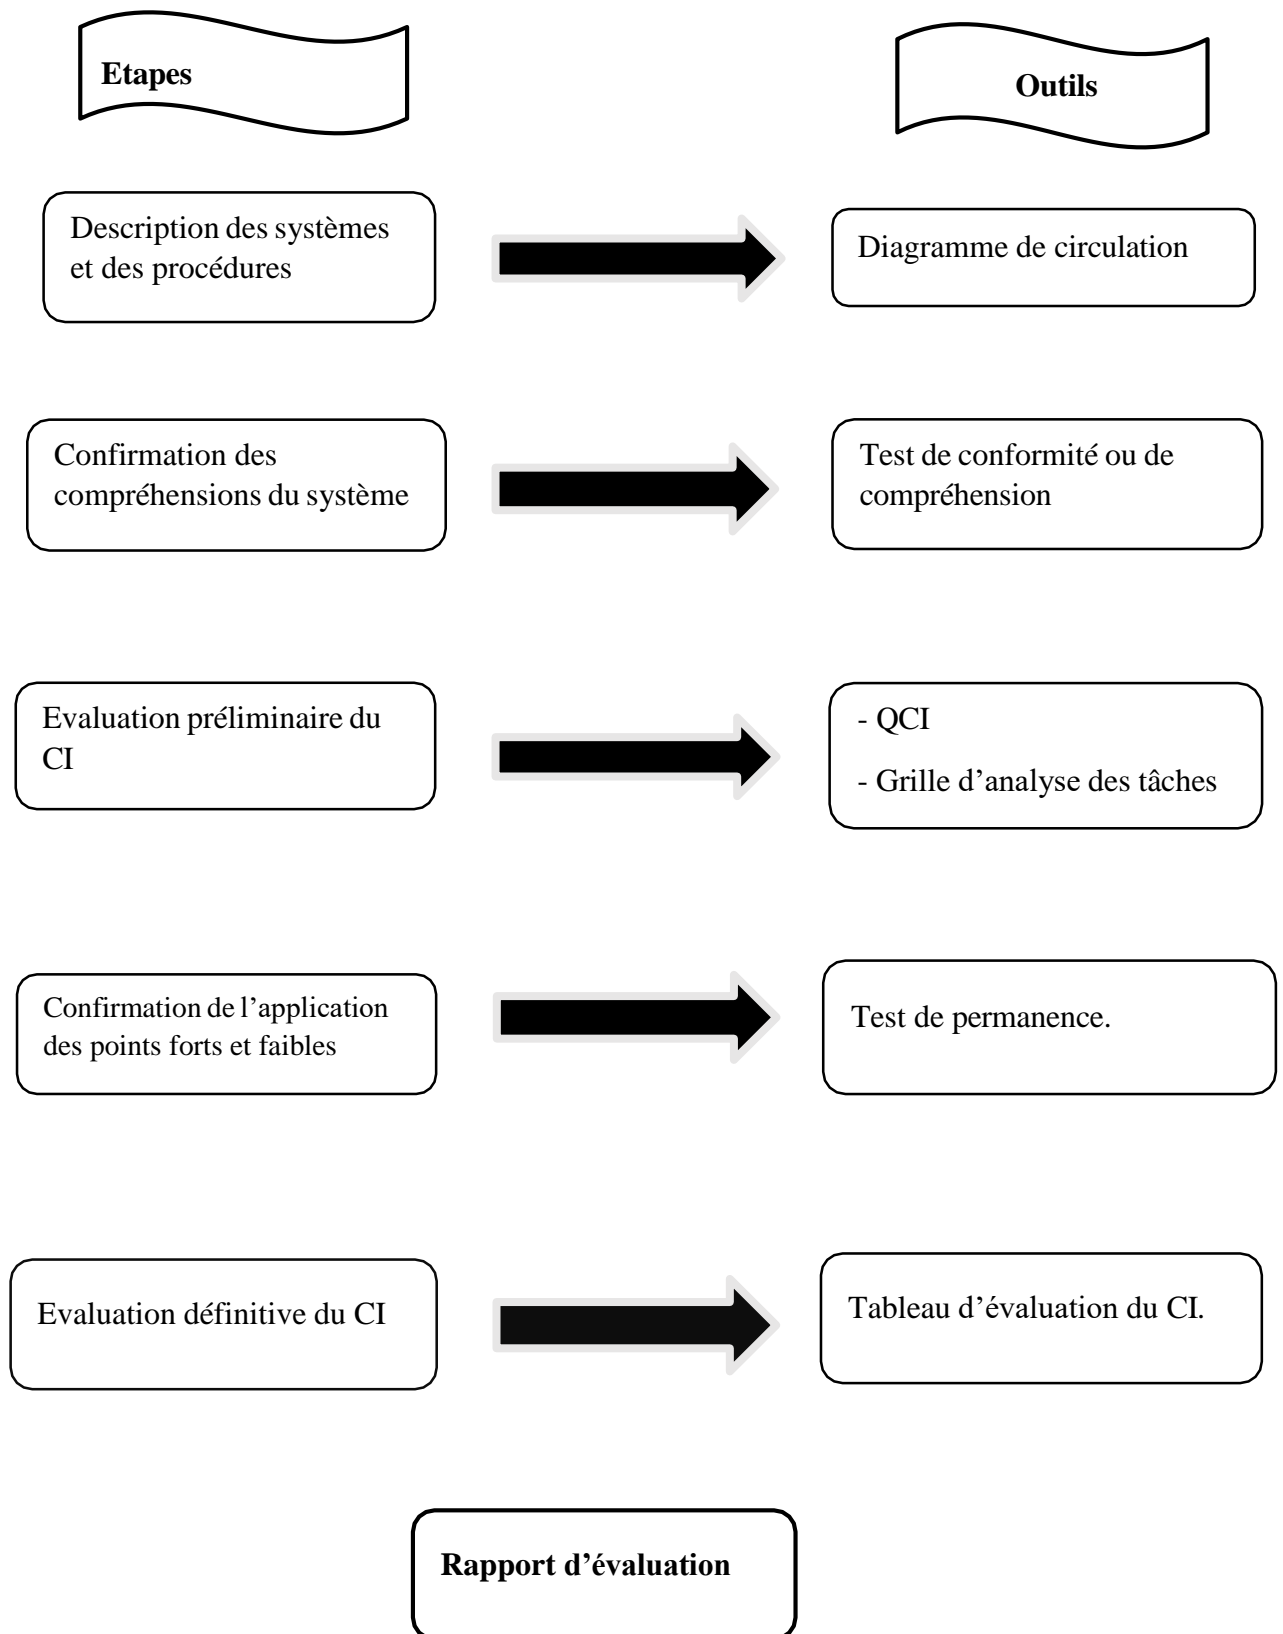 Etapes
Outils
Description des systèmes
et des procédures
Diagramme de circulation
Confirmation des
compréhensions du système
Test de conformité ou de
compréhension
Evaluation préliminaire du
CI
- QCI
- Grille d’analyse des tâches
Confirmation de l’application
des points forts et faibles
Test de permanence.
Evaluation définitive du CI
Tableau d’évaluation du CI.
Rapport d’évaluation